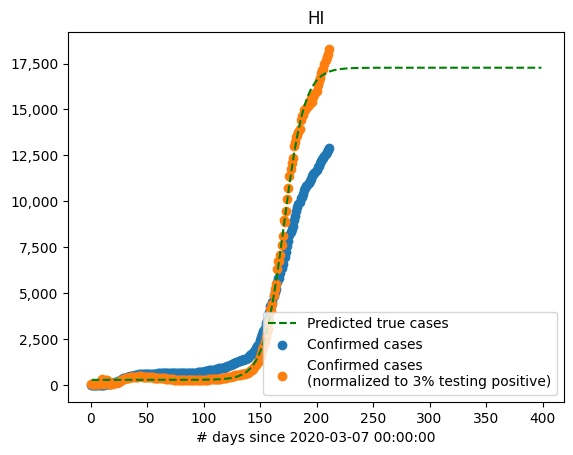 HI
17,500
15,000
12,500
10,000
7,500
5,000
2,500
0
Predicted true cases
Confirmed cases
Confirmed cases
(normalized to 3% testing positive)
0 50 100 150 200 250 300 350 400
# days since 2020-03-07 00:00:00